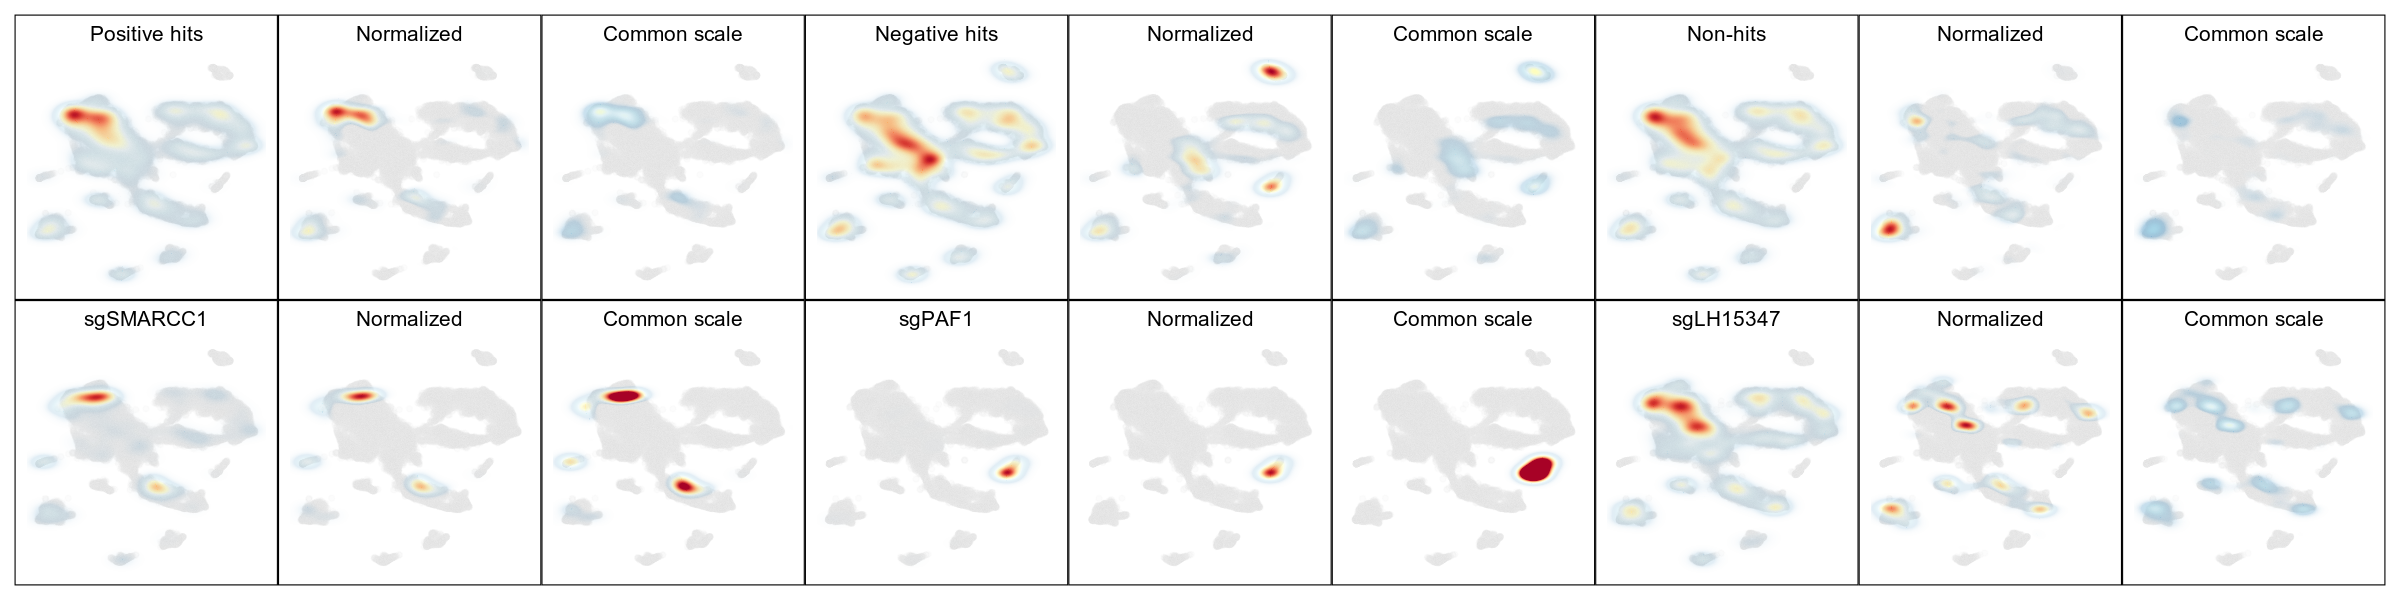 Positive hits
Normalized
Common scale
Negative hits
Normalized
Common scale
Non-hits
Normalized
Common scale
sgSMARCC1
Normalized
Common scale
sgPAF1
Normalized
Common scale
sgLH15347
Normalized
Common scale